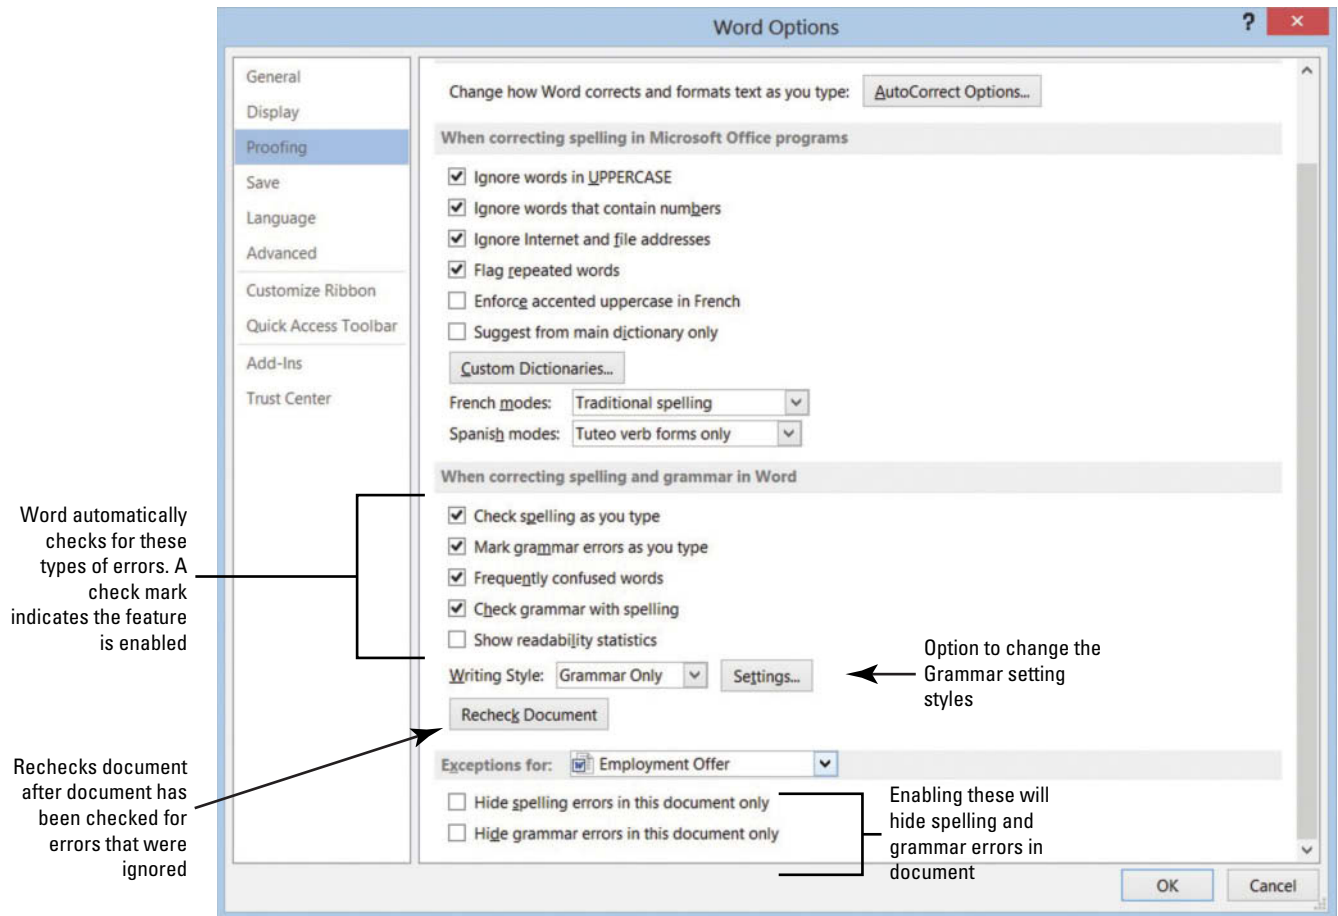 Word Options
?
General
Display
Proofing
Save
Language
Advanced
Customize Ribbon
Quick Access Toolbar
Add-Ins
Trust Center
Change how Word corrects and formats text as you type: AutoCorrect Options...
When correcting spelling in Microsoft Office programs
Ignore words in UPPERCASE
Ignore words that contain numbers
Ignore Internet and file addresses
Flag repeated words
Enforce accented uppercase in French
Suggest from main dictionary only
Custom Dictionaries...
French modes: Traditional spelling
Spanish modes: Tuteo verb forms only
When correcting spelling and grammar in Word
Check spelling as you type
Mark grammar errors as you type
Frequently confused words
Check grammar with spelling
Show readability statistics
Writing Style: Grammar Only Settings...
Recheck Document
Exceptions for: Employment Offer
Hide spelling errors in this document only
Hide grammar errors in this document only
OK Cancel
Word automatically
checks for these
types of errors. A
check mark
indicates the feature
is enabled
Option to change the
Grammar setting
styles
Rechecks document
after document has
been checked for
errors that were
ignored
Enabling these will
hide spelling and
grammar errors in
document